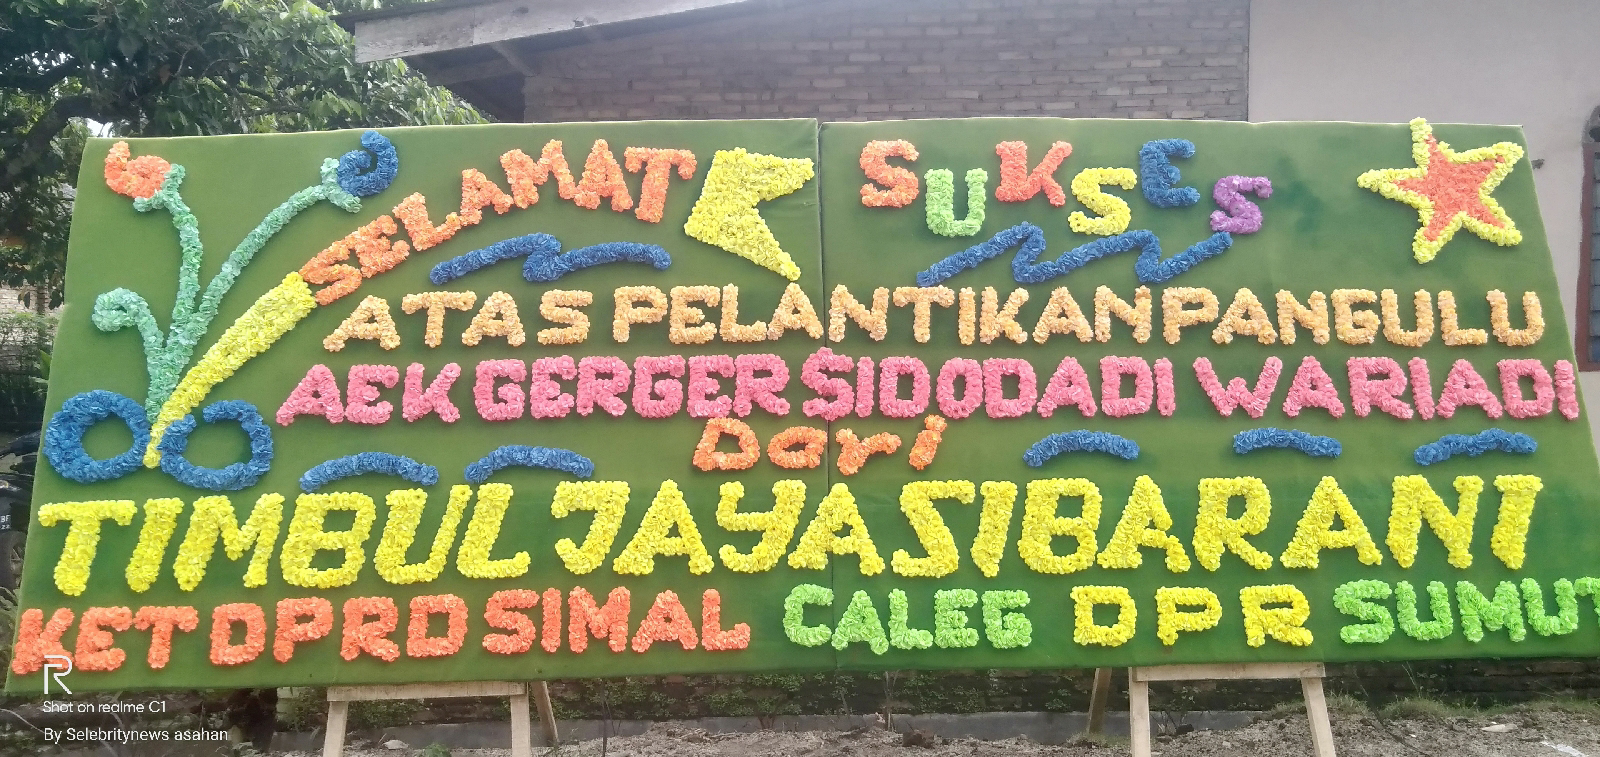 SELAMAT SUKSES
ATAS PELANTIKAN PANGULU
AEK GERGER SIDODADI WARIADI
Dari
TIMBUL JAYA SIBARANI
KET DPRD SIMAL CALEG DPR SUMUT
Shot on realme C1
By Selebritynews asahan